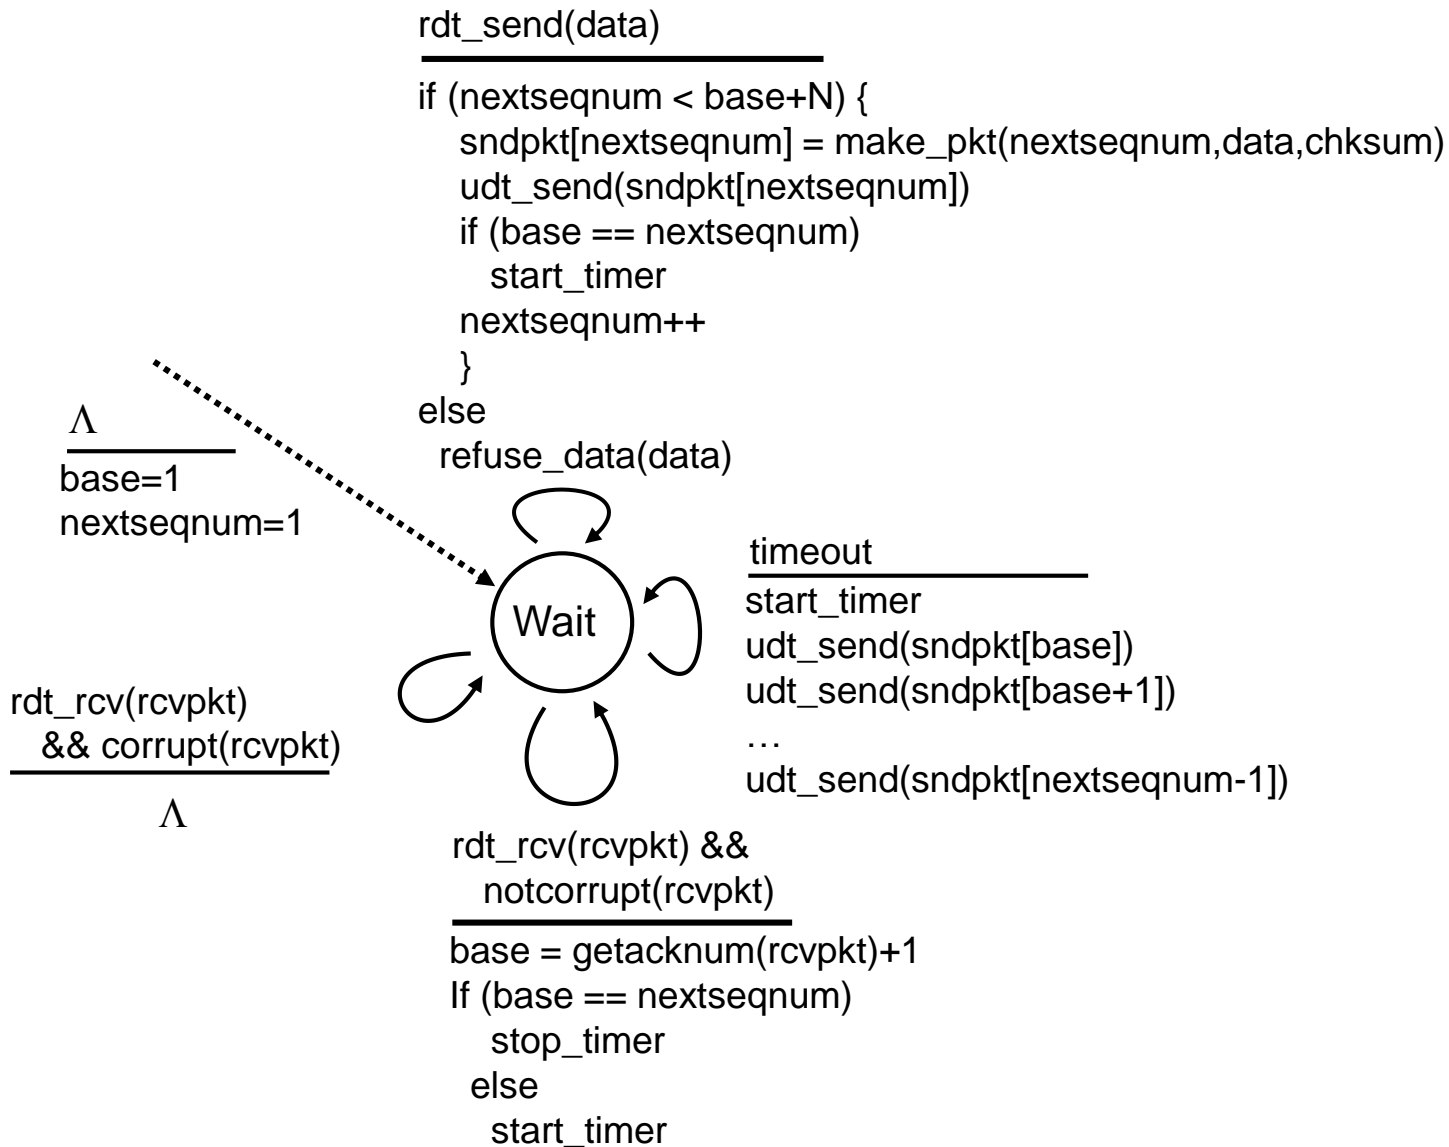 rdt_send(data)
if (nextseqnum < base+N) {
sndpkt[nextseqnum] = make_pkt(nextseqnum,data,chksum)
udt_send(sndpkt[nextseqnum])
if (base == nextseqnum)
start_timer
nextseqnum++
}
else
refuse_data(data)
Λ
base=1
nextseqnum=1
Wait
timeout
start_timer
udt_send(sndpkt[base])
udt_send(sndpkt[base+1])
…
udt_send(sndpkt[nextseqnum-1])
rdt_rcv(rcvpkt)
&& corrupt(rcvpkt)
Λ
rdt_rcv(rcvpkt) &&
notcorrupt(rcvpkt)
base = getacknum(rcvpkt)+1
If (base == nextseqnum)
stop_timer
else
start_timer